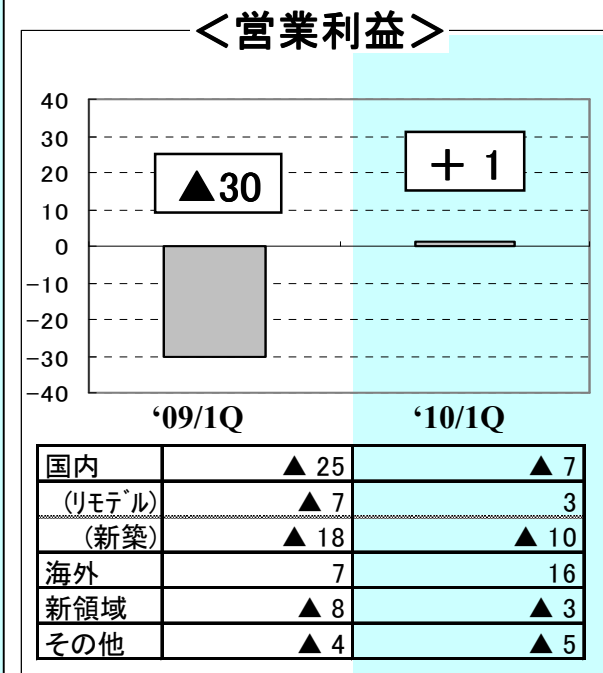 ＜営業利益＞
40
30
20
10
0
-10
-20
-30
-40
▲30
＋1
‘09/1Q ‘10/1Q
国内 ▲ 25 ▲ 7
(ﾘﾓﾃﾞﾙ) ▲ 7 3
(新築) ▲ 18 ▲ 10
海外 7 16
新領域 ▲ 8 ▲ 3
その他 ▲ 4 ▲ 5